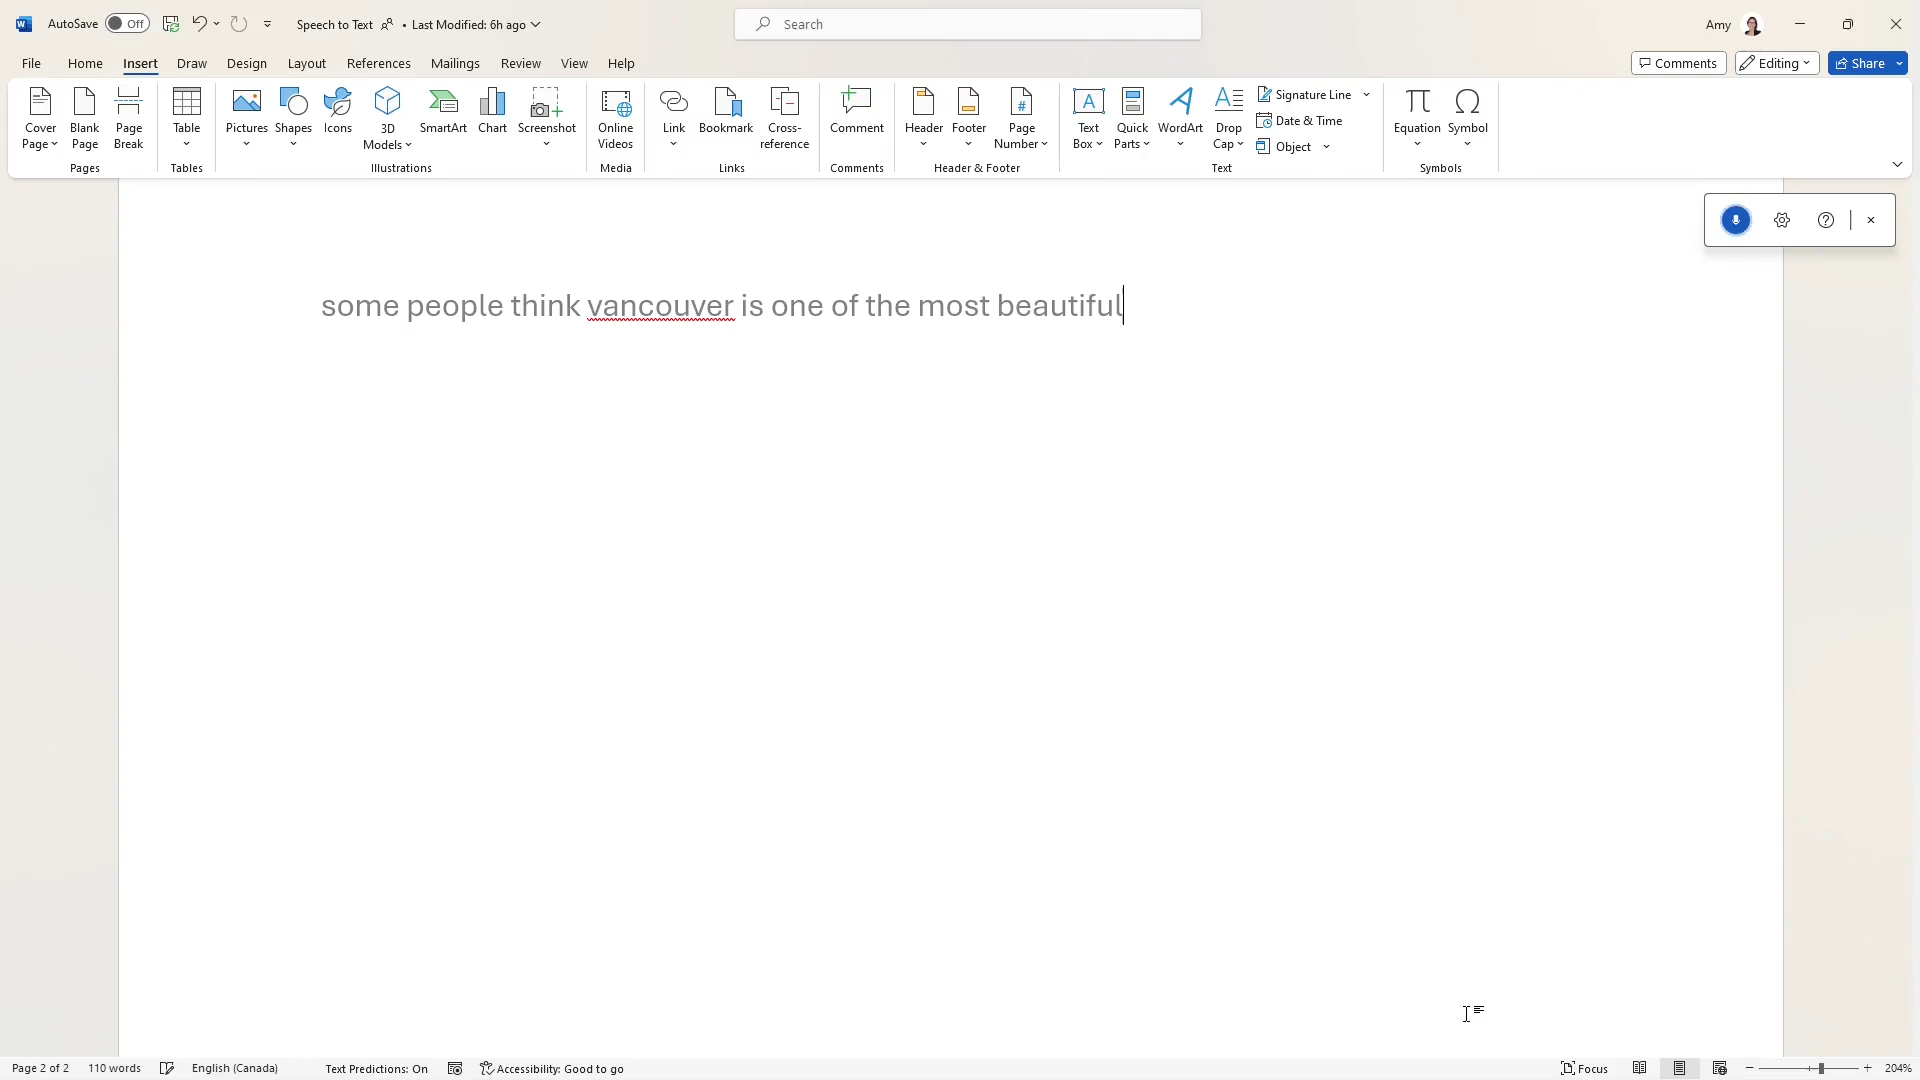 AutoSave Off Speech to Text • Last Modified: 6h ago Search Amy
File Home Insert Draw Design Layout References Mailings Review View Help Comments Editing Share
Cover Page Blank Page Page Break Table Pictures Shapes Icons 3D Models SmartArt Chart Screenshot Online Videos Link Bookmark Cross-reference Comment Header Footer Page Number Text Box Quick Parts WordArt Drop Cap Signature Line Date & Time Object Equation Symbol
Pages Tables Illustrations Media Links Comments Header & Footer Text Symbols
some people think vancouver is one of the most beautiful
Page 2 of 2 110 words English (Canada) Text Predictions: On Accessibility: Good to go Focus 204%